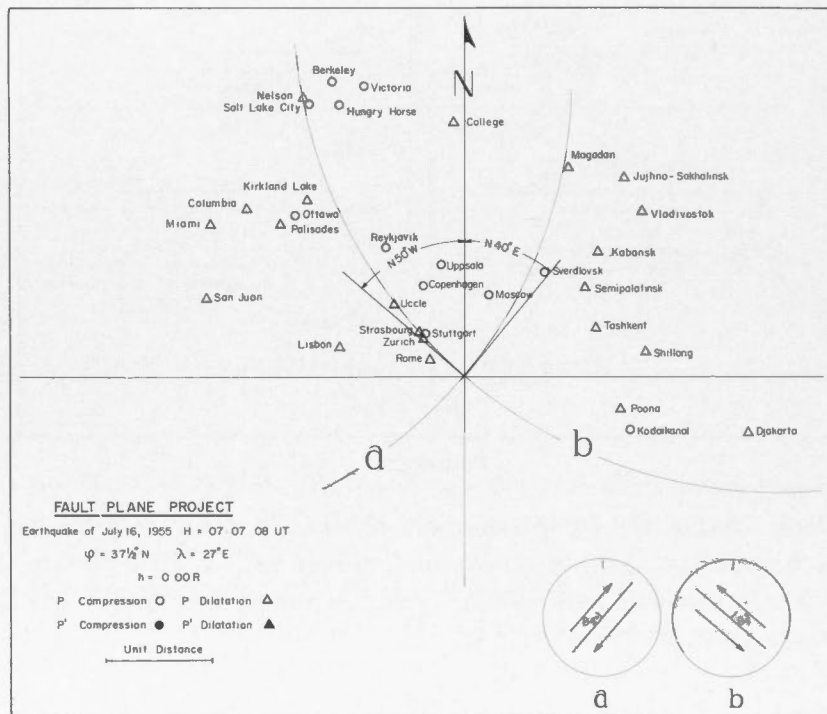 N
Berkeley
Victoria
Nelson
Salt Lake City
Hungry Horse
College
Magadan
Jujhno-Sakhalinsk
Kirkland Lake
Columbia
Ottawa
Vladivostok
Miami
Palisades
Reykjavik
N50°W
N40°E
Kabansk
Uppsala
Sverdlovsk
Copenhagen
Moscow
Semipalatinsk
San Juan
Uccle
Strasbourg
Stuttgart
Tashkent
Lisbon
Zurich
Rome
Shillong
Poona
Kodaikanal
Djakarta
a
b
FAULT PLANE PROJECT
Earthquake of July 16, 1955 H = 07:07 08 UT
φ = 37½° N λ = 27° E
h = 0.00R
P Compression P Dilatation
P' Compression P' Dilatation
Unit Distance
a
b